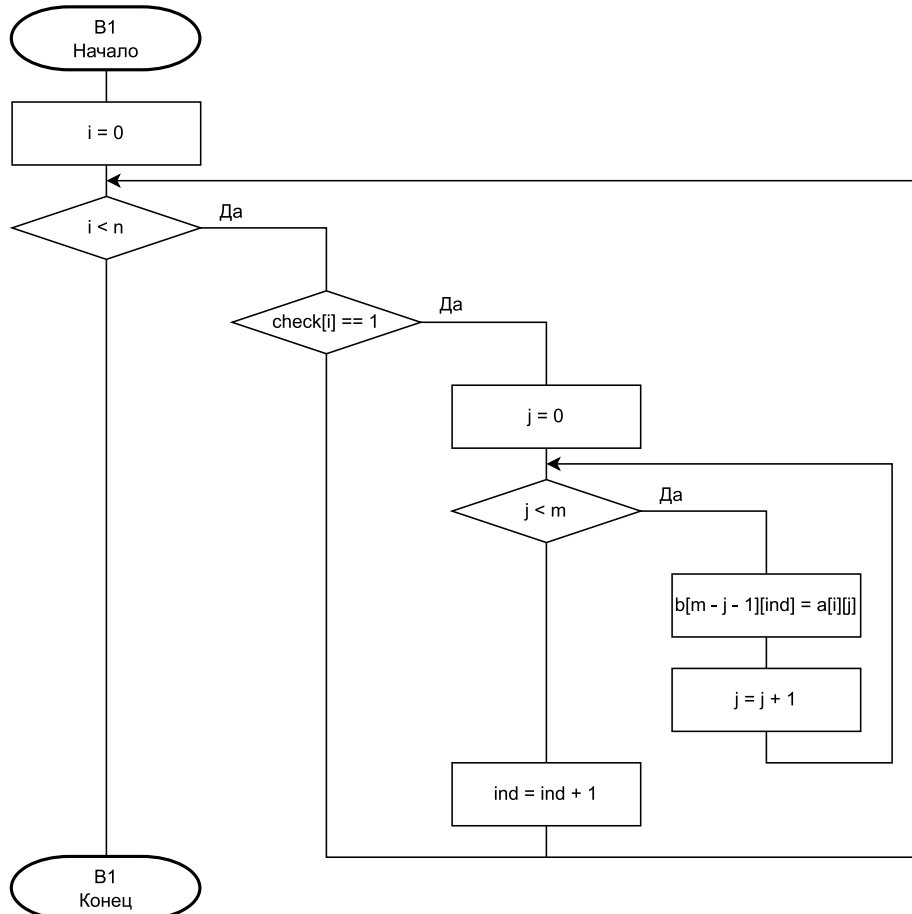 B1
Начало
i = 0
i < n
Да
check[i] == 1
Да
j = 0
j < m
Да
b[m - j - 1][ind] = a[i][j]
j = j + 1
ind = ind + 1
B1
Конец